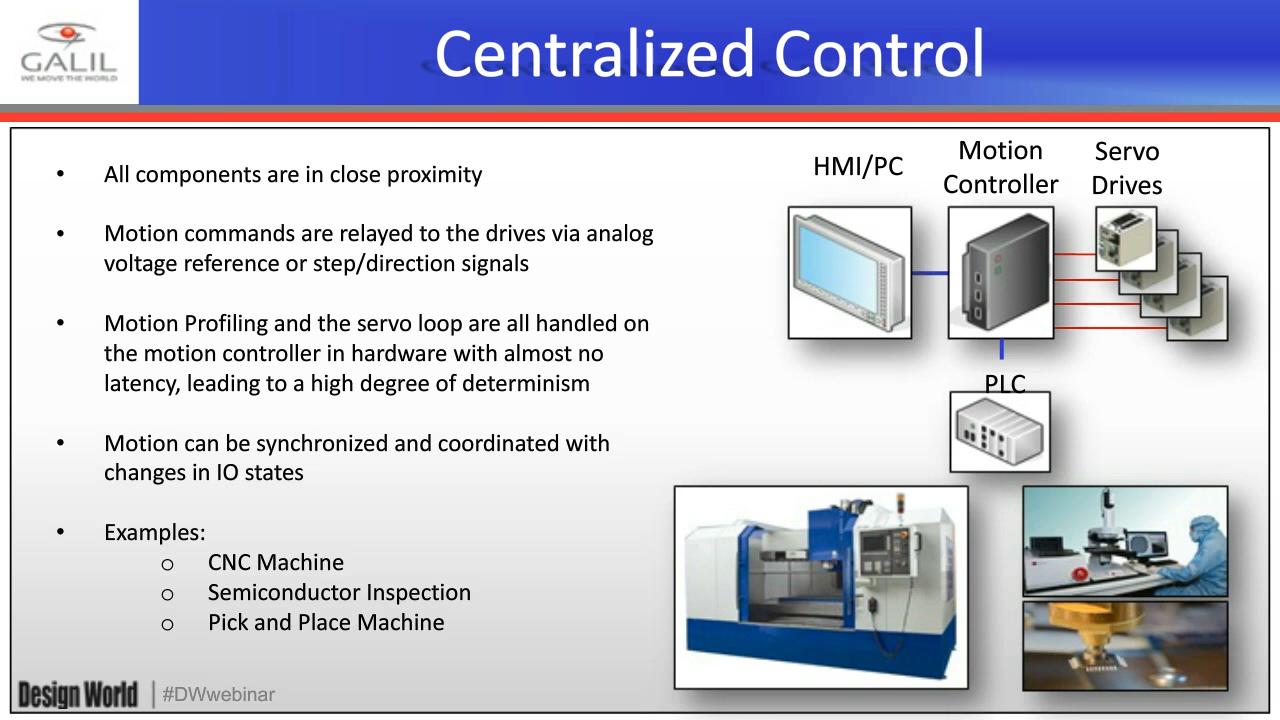 GALIL
WE MOVE THE WORLD
Centralized Control
• All components are in close proximity
• Motion commands are relayed to the drives via analog
voltage reference or step/direction signals
• Motion Profiling and the servo loop are all handled on
the motion controller in hardware with almost no
latency, leading to a high degree of determinism
• Motion can be synchronized and coordinated with
changes in IO states
• Examples:
o CNC Machine
o Semiconductor Inspection
o Pick and Place Machine
HMI/PC
Motion
Controller
Servo
Drives
PLC
Design World | #DWwebinar